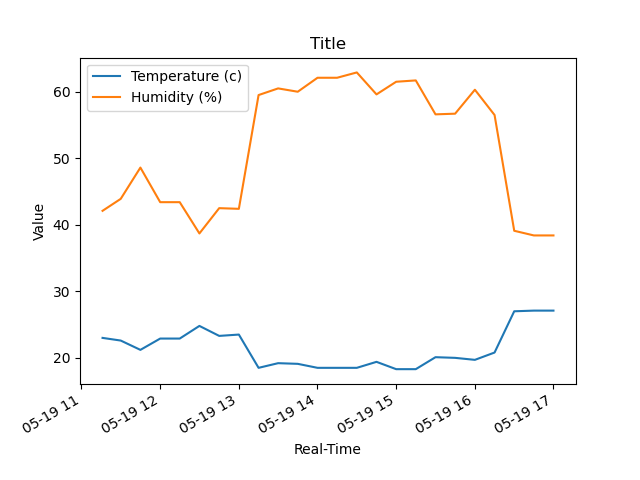 Title
Temperature (c)
Humidity (%)
Value
60
50
40
30
20
05-19 11
05-19 12
05-19 13
05-19 14
05-19 15
05-19 16
05-19 17
Real-Time